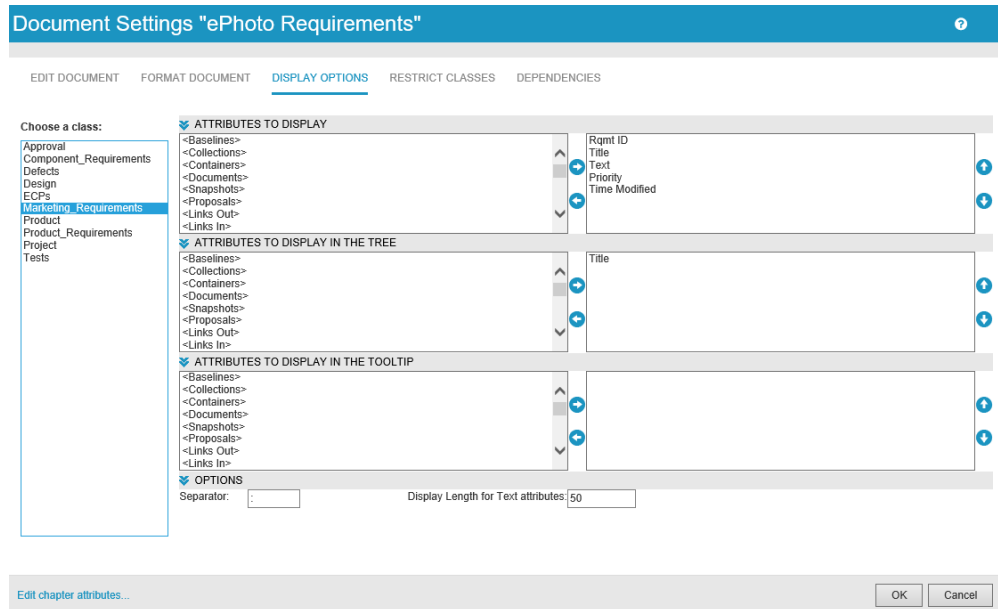 Document Settings "ePhoto Requirements"
?
EDIT DOCUMENT FORMAT DOCUMENT DISPLAY OPTIONS RESTRICT CLASSES DEPENDENCIES
Choose a class:
Approval
Component_Requirements
Defects
Design
ECPs
Marketing_Requirements
Product
Product_Requirements
Project
Tests
ATTRIBUTES TO DISPLAY
<Baselines>
<Collections>
<Containers>
<Documents>
<Snapshots>
<Proposals>
<Links Out>
<Links In>
Rqmt ID
Title
Text
Priority
Time Modified
ATTRIBUTES TO DISPLAY IN THE TREE
<Baselines>
<Collections>
<Containers>
<Documents>
<Snapshots>
<Proposals>
<Links Out>
<Links In>
Title
ATTRIBUTES TO DISPLAY IN THE TOOLTIP
<Baselines>
<Collections>
<Containers>
<Documents>
<Snapshots>
<Proposals>
<Links Out>
<Links In>
OPTIONS
Separator: : Display Length for Text attributes: 50
Edit chapter attributes...
OK Cancel